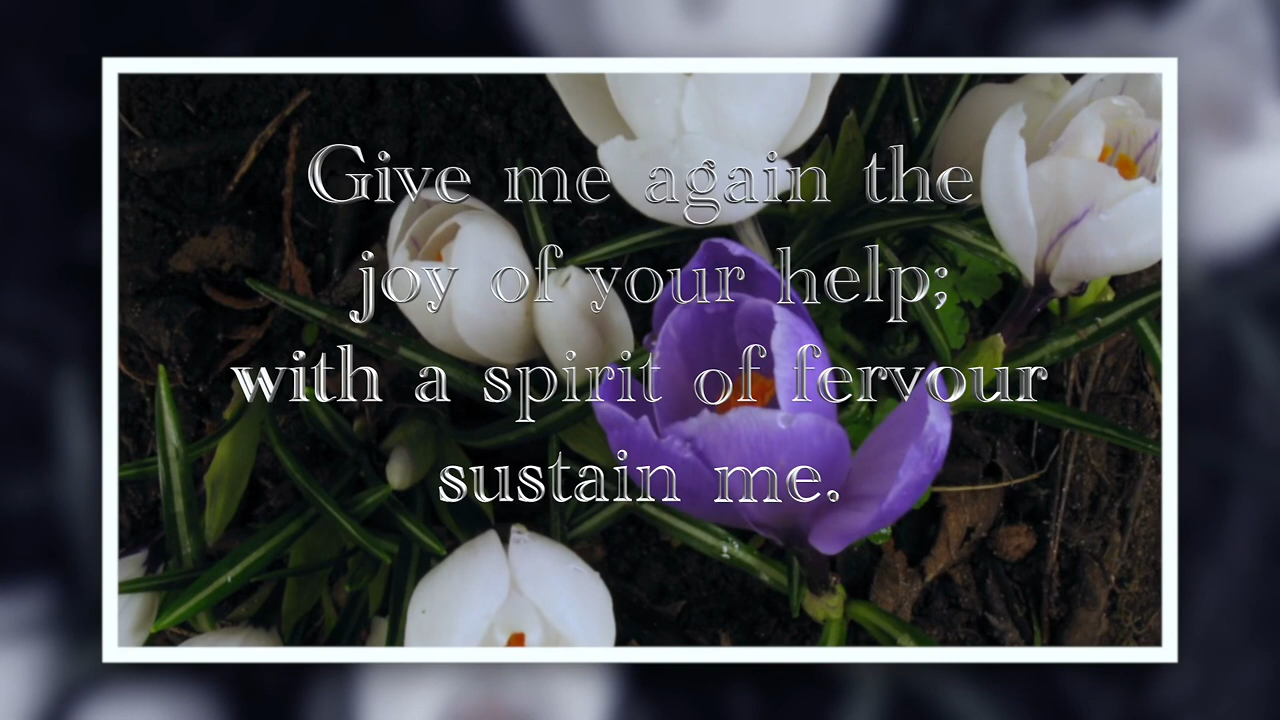 Give me again the
joy of your help;
with a spirit of fervour
sustain me.